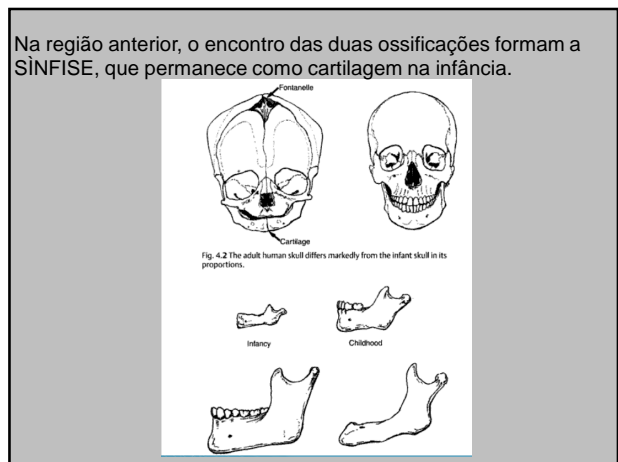 Na região anterior, o encontro das duas ossificações formam a
SÌNFISE, que permanece como cartilagem na infância.
Fontanelle
Cartilage
Fig. 4.2 The adult human skull differs markedly from the infant skull in its
proportions.
Infancy
Childhood